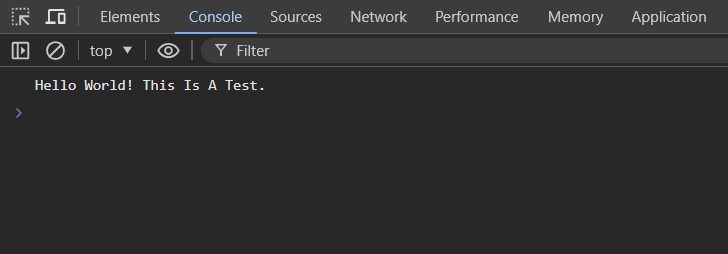 Elements Console Sources Network Performance Memory Application
top Filter
Hello World! This Is A Test.